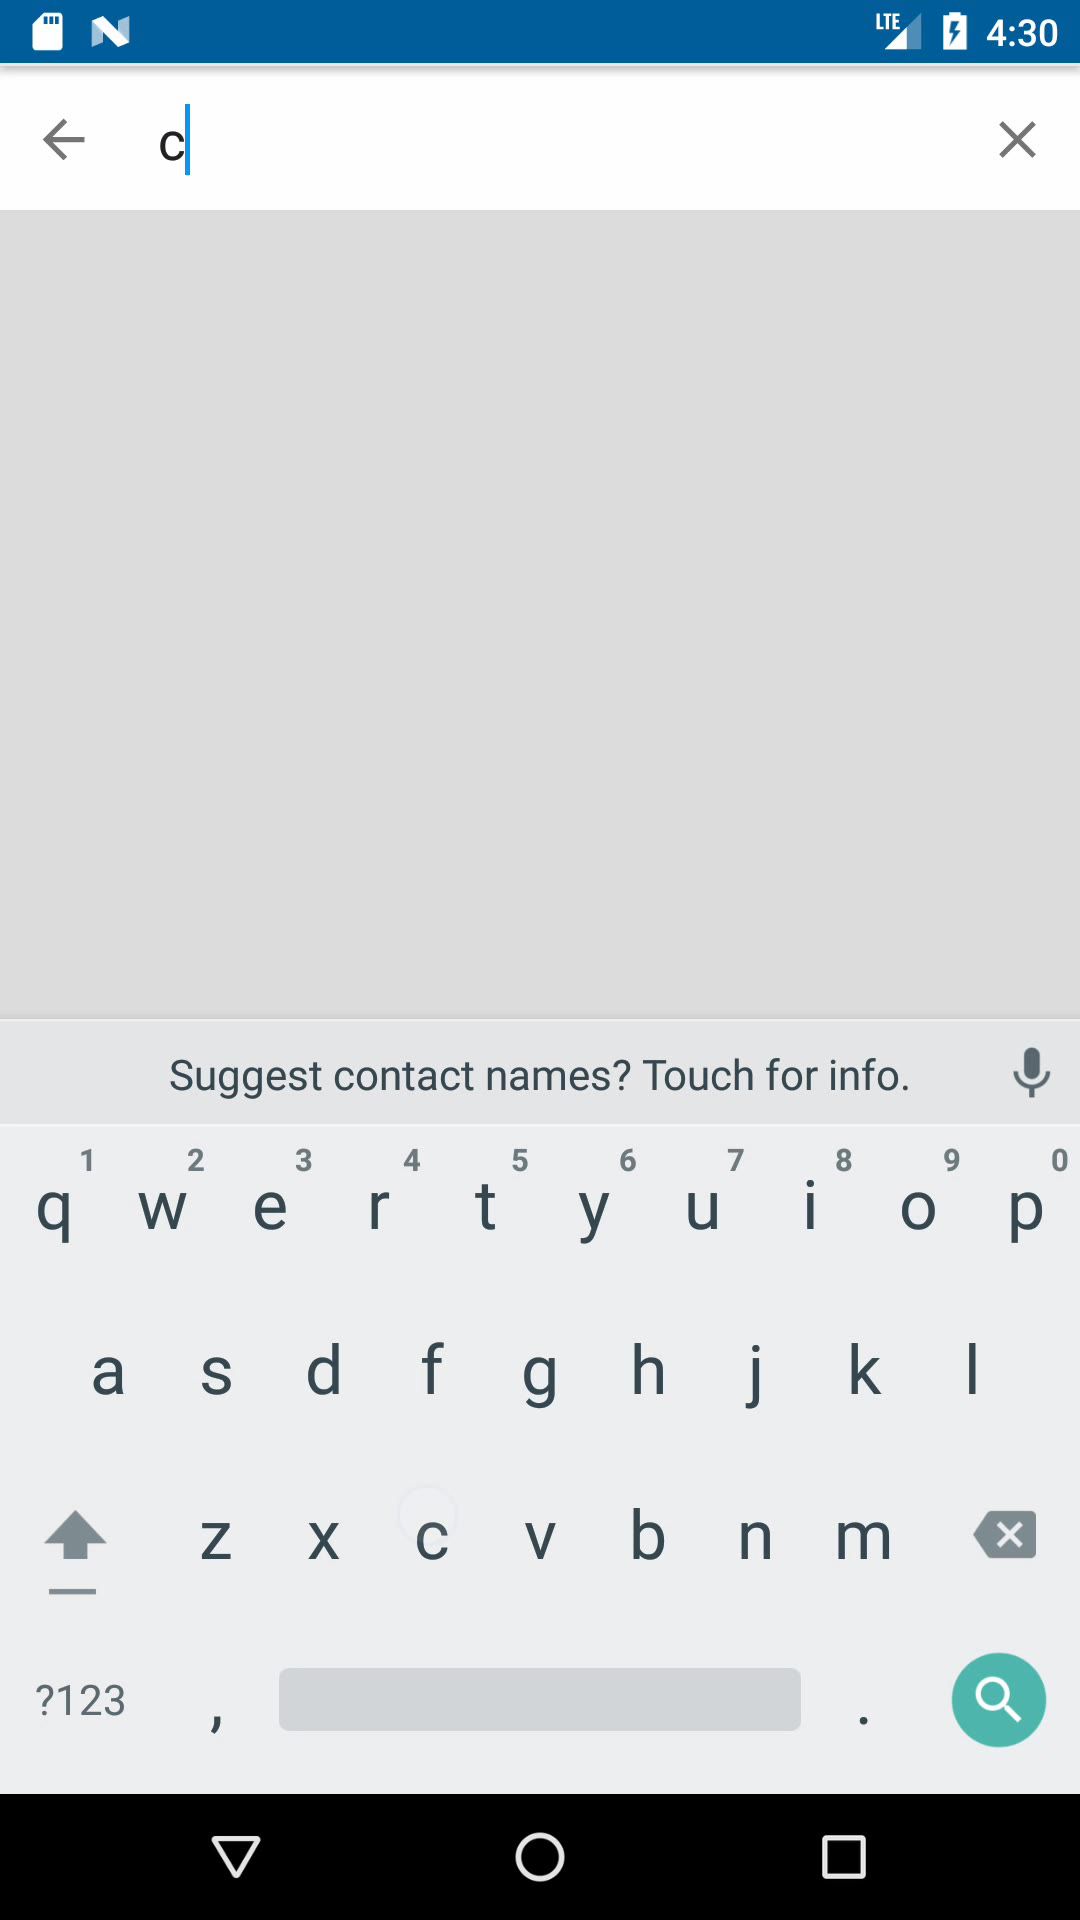 LTE 4:30
c
Suggest contact names? Touch for info.
1 2 3 4 5 6 7 8 9 0
q w e r t y u i o p
a s d f g h j k l
z x c v b n m
?123 , .